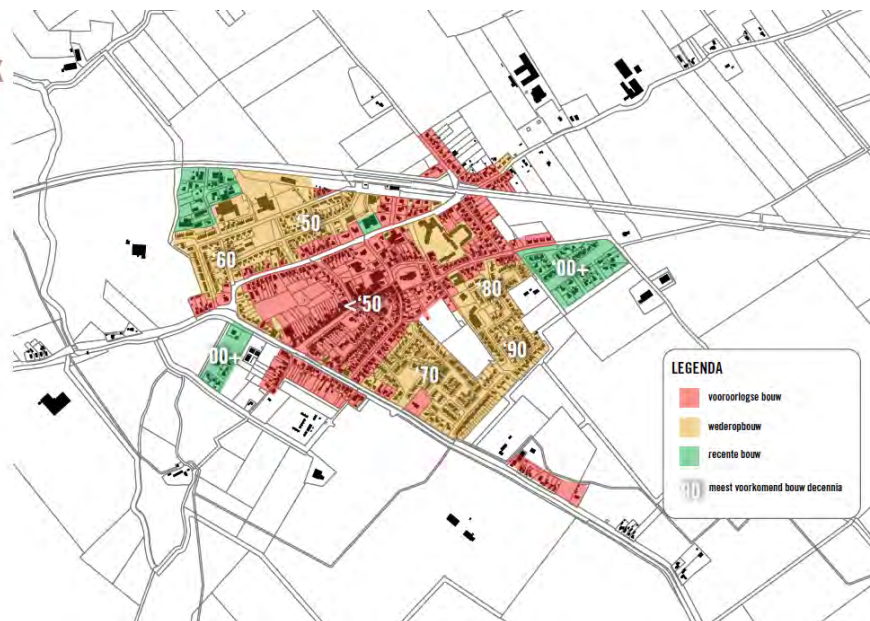 '50
'60
<'50
'80
'00+
'00+
'70
'90
LEGENDA
vooroorlogse bouw
wederopbouw
recente bouw
meest voorkomend bouw decennia